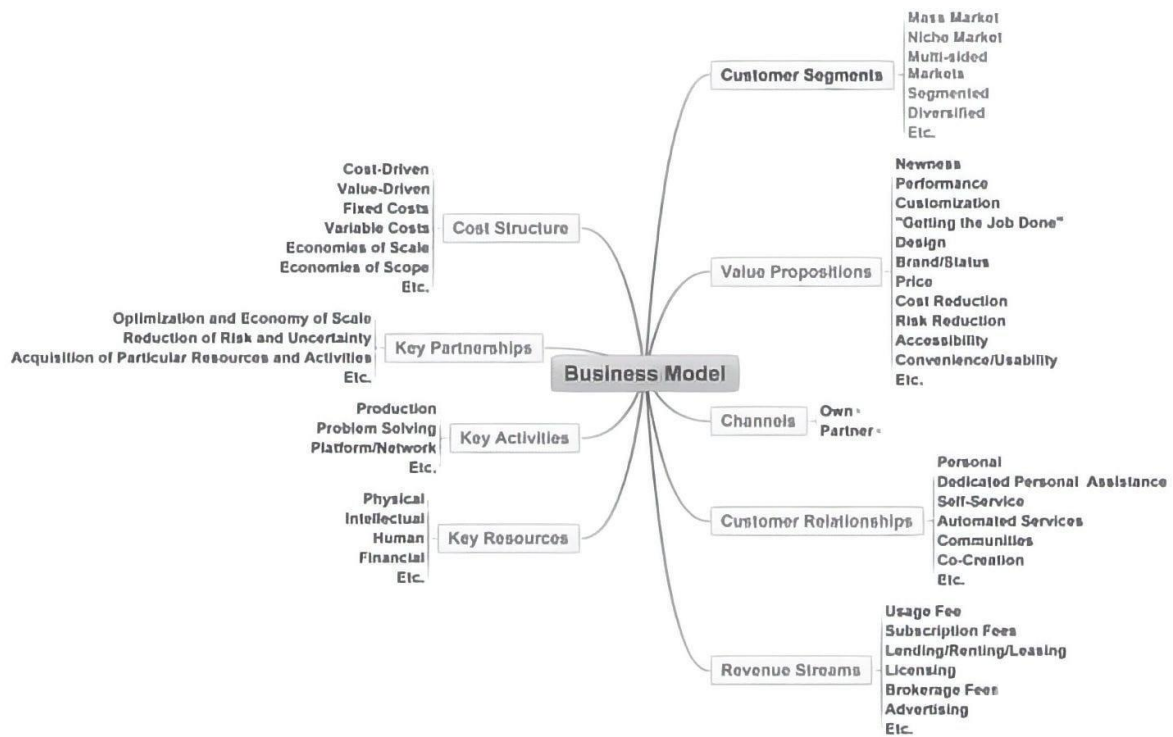 Business Model
Customer Segments
Mass Market
Niche Market
Multi-sided
Markets
Segmented
Diversified
Etc.
Value Propositions
Newness
Performance
Customization
"Getting the Job Done"
Design
Brand/Status
Price
Cost Reduction
Risk Reduction
Accessibility
Convenience/Usability
Etc.
Channels
Own
Partner
Customer Relationships
Personal
Dedicated Personal Assistance
Self-Service
Automated Services
Communities
Co-Creation
Etc.
Revenue Streams
Usage Fee
Subscription Fees
Lending/Renting/Leasing
Licensing
Brokerage Fees
Advertising
Etc.
Cost Structure
Cost-Driven
Value-Driven
Fixed Costs
Variable Costs
Economies of Scale
Economies of Scope
Etc.
Key Partnerships
Optimization and Economy of Scale
Reduction of Risk and Uncertainty
Acquisition of Particular Resources and Activities
Etc.
Key Activities
Production
Problem Solving
Platform/Network
Etc.
Key Resources
Physical
Intellectual
Human
Financial
Etc.